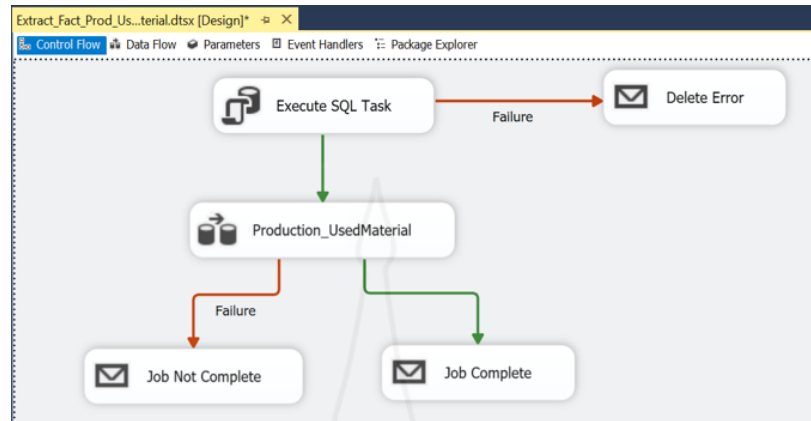 Extract_Fact_Prod_Us...terial.dtsx [Design]*
Control Flow Data Flow Parameters Event Handlers Package Explorer
Execute SQL Task
Delete Error
Failure
Production_UsedMaterial
Failure
Job Not Complete
Job Complete